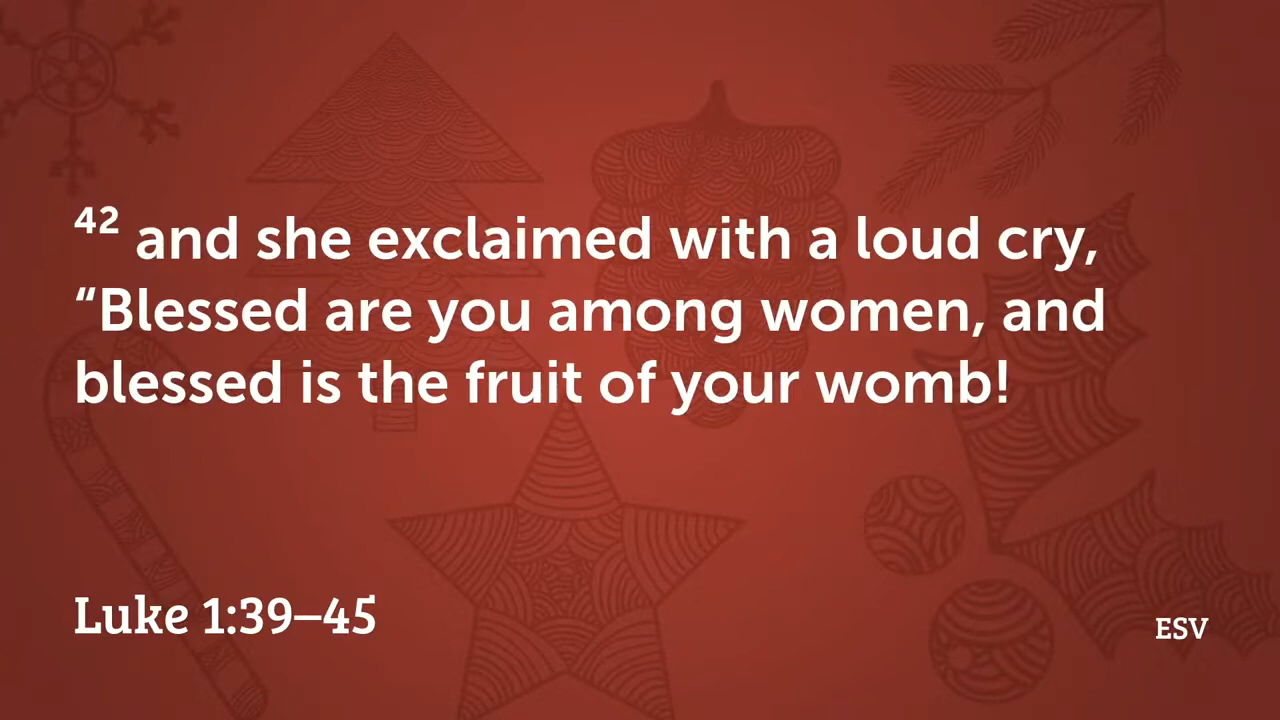 42 and she exclaimed with a loud cry,
“Blessed are you among women, and
blessed is the fruit of your womb!
Luke 1:39–45
ESV